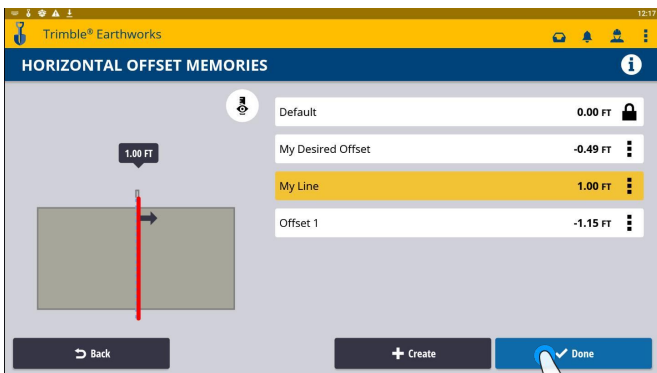 12:17
Trimble® Earthworks
HORIZONTAL OFFSET MEMORIES
1.00 FT
Default 0.00 FT
My Desired Offset -0.49 FT
My Line 1.00 FT
Offset 1 -1.15 FT
Back
Create
Done